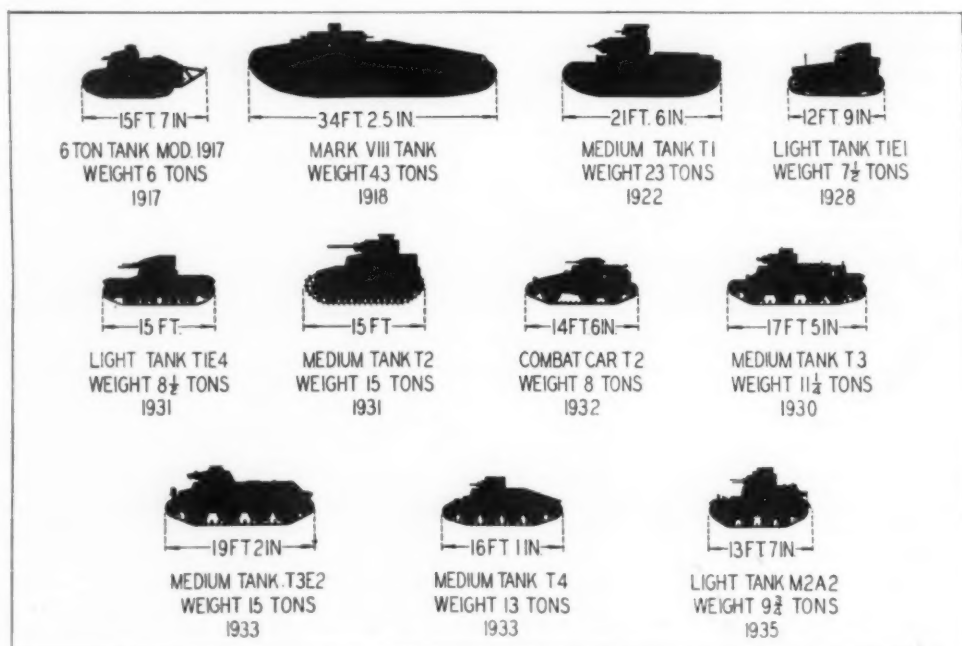 15 FT. 7 IN
6 TON TANK MOD. 1917
WEIGHT 6 TONS
1917
34 FT. 2.5 IN.
MARK VIII TANK
WEIGHT 43 TONS
1918
21 FT. 6 IN
MEDIUM TANK T1
WEIGHT 23 TONS
1922
12 FT 9 IN
LIGHT TANK T1E1
WEIGHT 7½ TONS
1928
15 FT.
LIGHT TANK T1E4
WEIGHT 8½ TONS
1931
15 FT
MEDIUM TANK T2
WEIGHT 15 TONS
1931
14 FT 6 IN
COMBAT CAR T2
WEIGHT 8 TONS
1932
17 FT 5 IN
MEDIUM TANK T3
WEIGHT 11¼ TONS
1930
19 FT 2 IN
MEDIUM TANK T3E2
WEIGHT 15 TONS
1933
16 FT 1 IN
MEDIUM TANK T4
WEIGHT 13 TONS
1933
13 FT 7 IN
LIGHT TANK M2A2
WEIGHT 9¾ TONS
1935